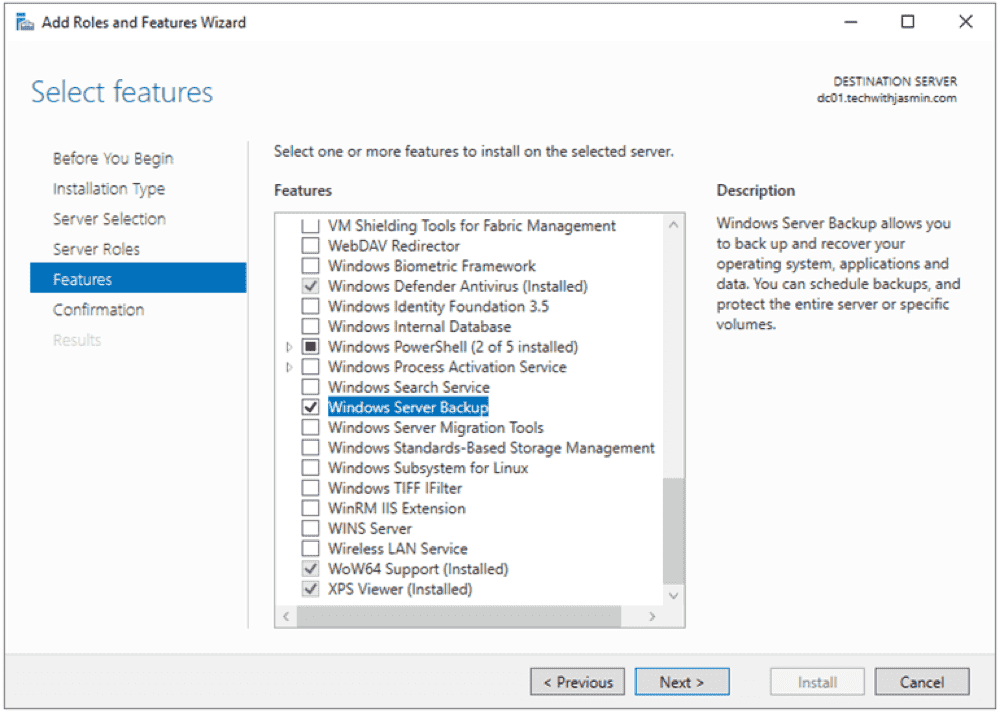 Add Roles and Features Wizard
Select features
DESTINATION SERVER
dc01.techwithjasmin.com
Before You Begin
Installation Type
Server Selection
Server Roles
Features
Confirmation
Results
Select one or more features to install on the selected server.
Features
VM Shielding Tools for Fabric Management
WebDAV Redirector
Windows Biometric Framework
Windows Defender Antivirus (Installed)
Windows Identity Foundation 3.5
Windows Internal Database
Windows PowerShell (2 of 5 installed)
Windows Process Activation Service
Windows Search Service
Windows Server Backup
Windows Server Migration Tools
Windows Standards-Based Storage Management
Windows Subsystem for Linux
Windows TIFF IFilter
WinRM IIS Extension
WINS Server
Wireless LAN Service
WoW64 Support (Installed)
XPS Viewer (Installed)
Description
Windows Server Backup allows you
to back up and recover your
operating system, applications and
data. You can schedule backups, and
protect the entire server or specific
volumes.
< Previous
Next >
Install
Cancel